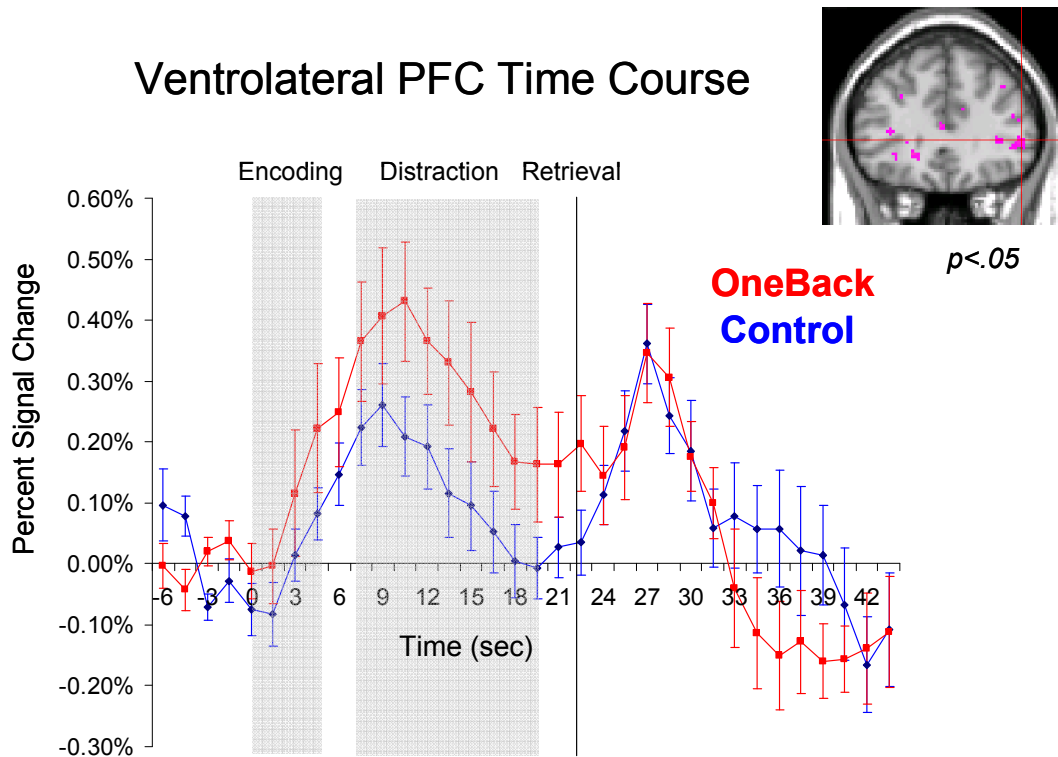 Ventrolateral PFC Time Course
Encoding Distraction Retrieval
p<.05
OneBack
Control
Percent Signal Change
0.60%
0.50%
0.40%
0.30%
0.20%
0.10%
0.00%
-0.10%
-0.20%
-0.30%
-6 -3 0 3 6 9 12 15 18 21 24 27 30 33 36 39 42
Time (sec)